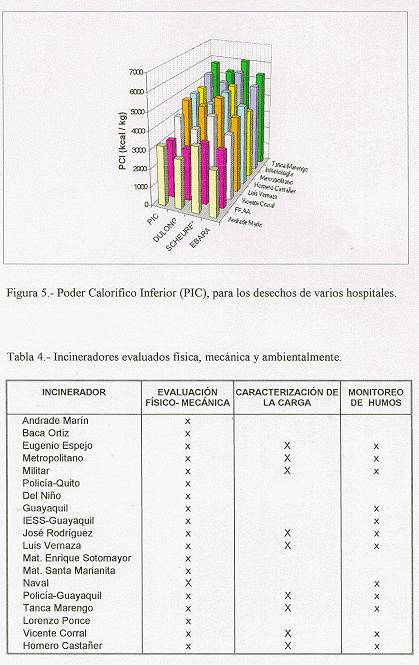 7000
6000
5000
4000
3000
2000
1000
0
PCI (kcal / kg)
PIC
DULONG
SCHEURE
EBARA
Tanca Marengo
Infectología
Metropolitano
Homero Castañer
Luis Vernaza
Vicente Corral
FF.AA.
Andrade Marín
Figura 5.- Poder Calorífico Inferior (PIC), para los desechos de varios hospitales.
Tabla 4.- Incineradores evaluados física, mecánica y ambientalmente.
INCINERADOR EVALUACIÓN FÍSICO- MECÁNICA CARACTERIZACIÓN DE LA CARGA MONITOREO DE HUMOS
Andrade Marín x
Baca Ortiz x
Eugenio Espejo x X x
Metropolitano x X x
Militar x X x
Policía-Quito x
Del Niño x
Guayaquil x x
IESS-Guayaquil x x
José Rodríguez x X x
Luis Vernaza x X x
Mat. Enrique Sotomayor x
Mat. Santa Marianita x
Naval X x
Policía-Guayaquil x X x
Tanca Marengo x X x
Lorenzo Ponce x
Vicente Corral x X x
Homero Castañer x X x